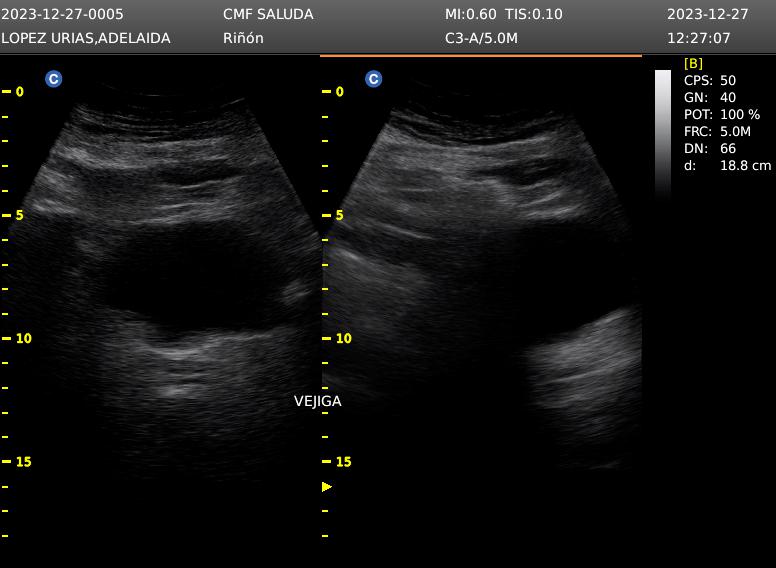 2023-12-27-0005 CMF SALUDA MI:0.60 TIS:0.10 2023-12-27
LOPEZ URIAS,ADELAIDA Riñón C3-A/5.0M 12:27:07
[B]
C C
0 0
CPS: 50
GN: 40
POT: 100 %
FRC: 5.0M
DN: 66
d: 18.8 cm
5 5
10 10
VEJIGA
15 15